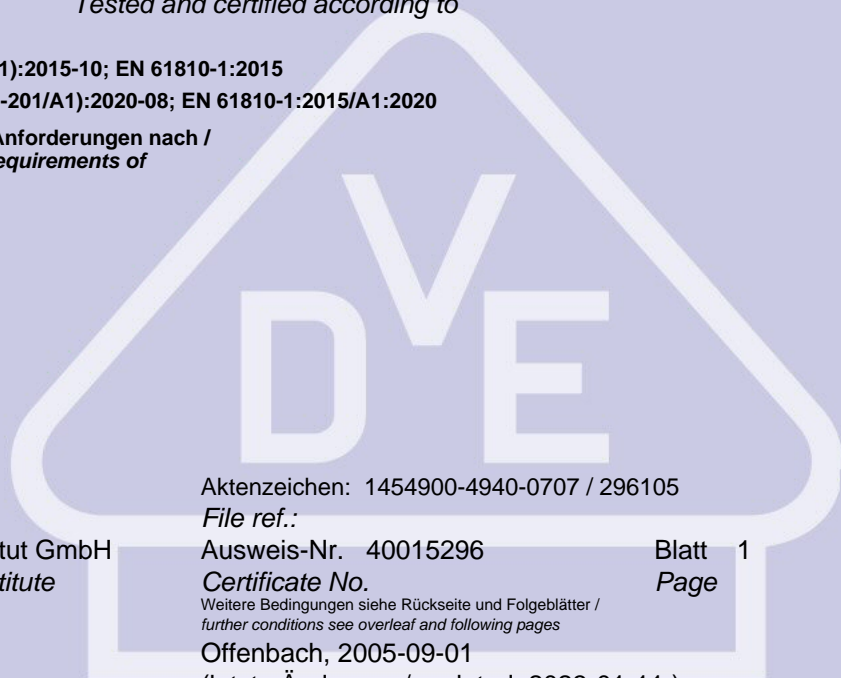 Tested and certified according to
1):2015-10; EN 61810-1:2015
-201/A1):2020-08; EN 61810-1:2015/A1:2020
Anforderungen nach /
equirements of
V
D E
Aktenzeichen: 1454900-4940-0707 / 296105
File ref.:
tut GmbH Ausweis-Nr. 40015296 Blatt 1
titute Certificate No. Page
Weitere Bedingungen siehe Rückseite und Folgeblätter /
further conditions see overleaf and following pages
Offenbach, 2005-09-01